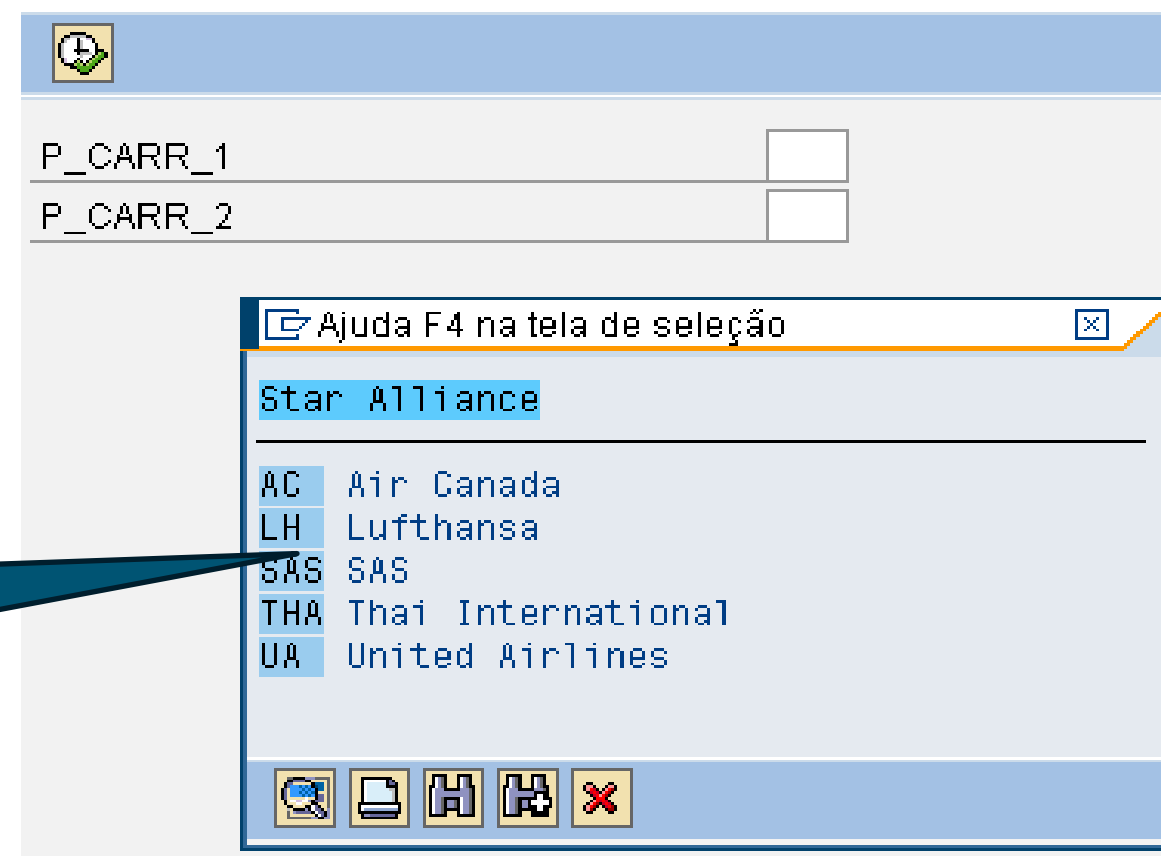 P_CARR_1
P_CARR_2
Ajuda F4 na tela de seleção
Star Alliance
AC Air Canada
LH Lufthansa
SAS SAS
THA Thai International
UA United Airlines